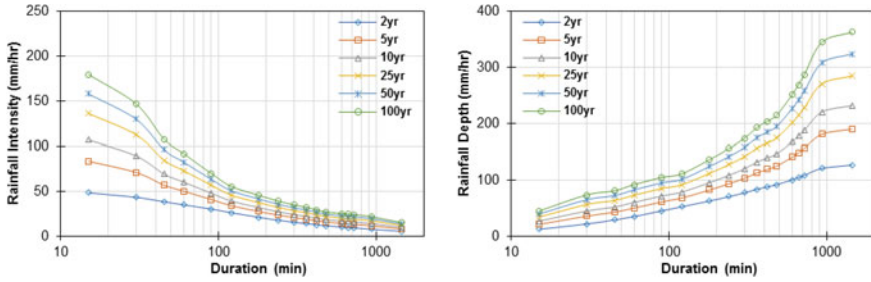 250
200
150
100
50
0
Rainfall Intensity (mm/hr)
10
100
1000
Duration (min)
2yr
5yr
10yr
25yr
50yr
100yr
400
300
200
100
0
Rainfall Depth (mm/hr)
10
100
1000
Duration (min)
2yr
5yr
10yr
25yr
50yr
100yr